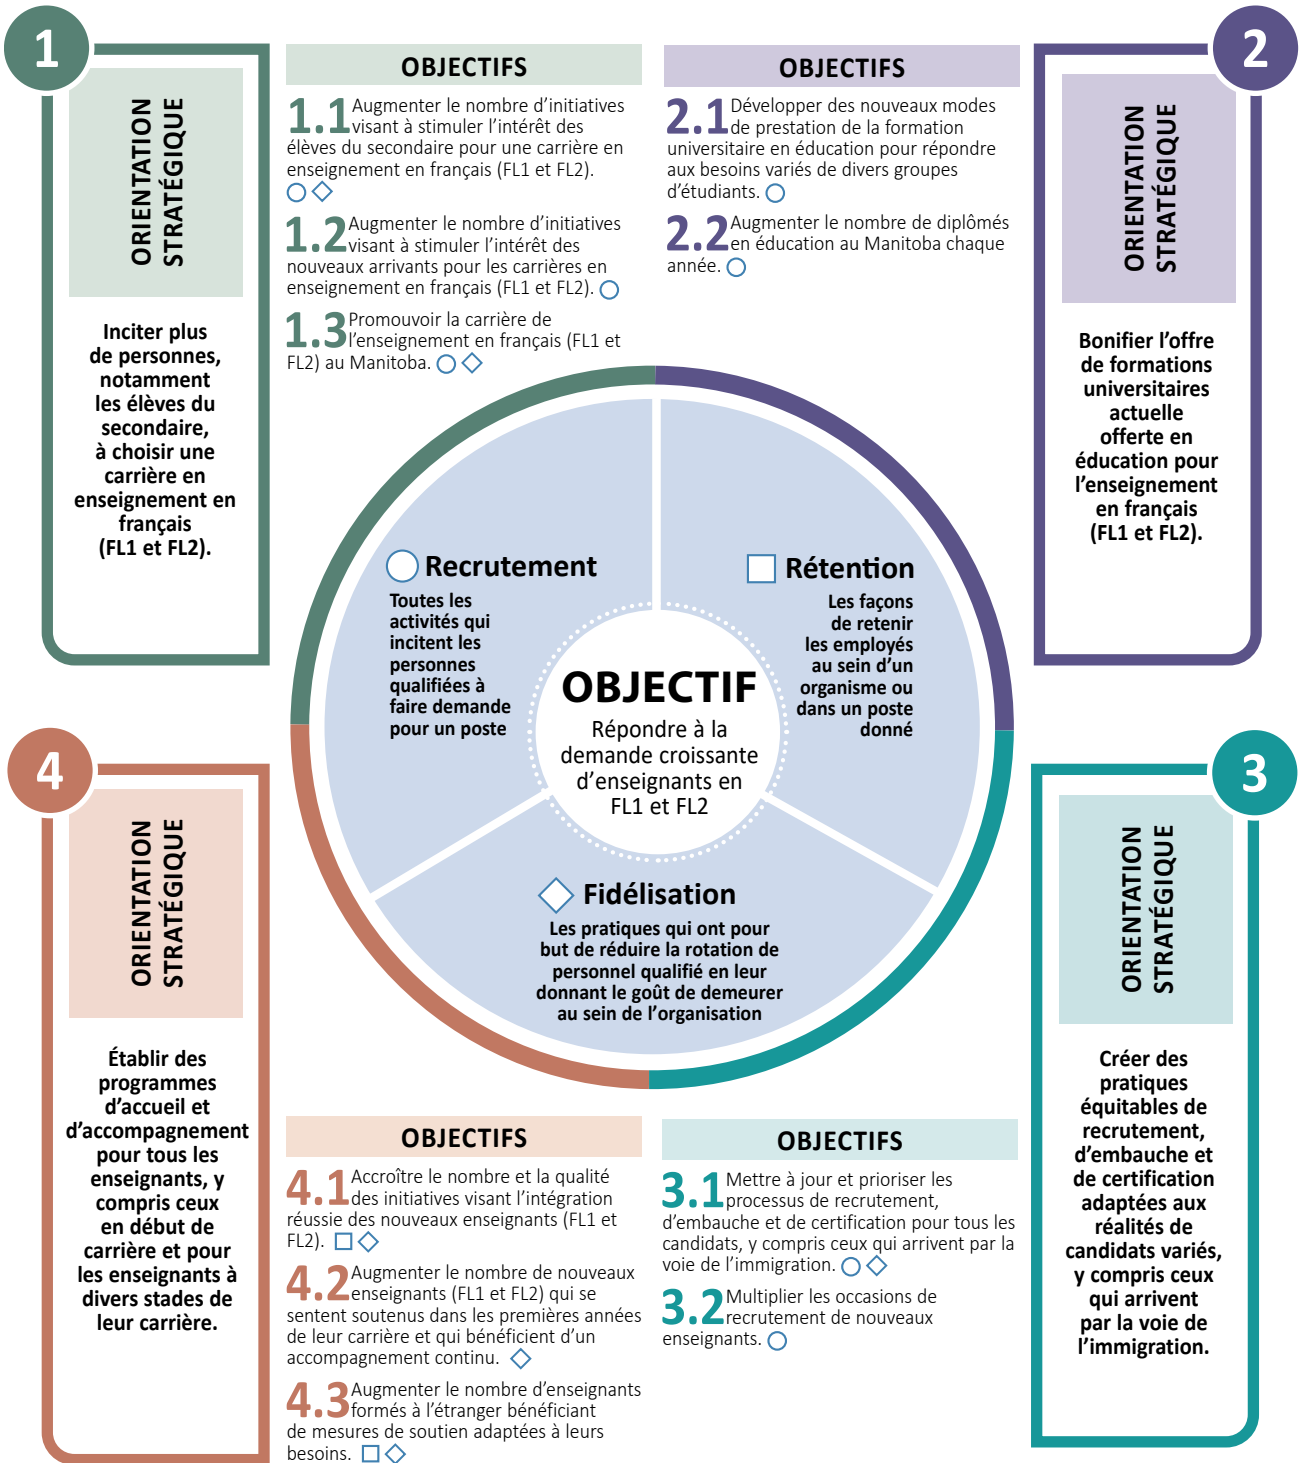 1
ORIENTATION
STRATÉGIQUE
Inciter plus
de personnes,
notamment
les élèves du
secondaire,
à choisir une
carrière en
enseignement en
français
(FL1 et FL2).
OBJECTIFS
1.1 Augmenter le nombre d’initiatives
visant à stimuler l’intérêt des
élèves du secondaire pour une carrière en
enseignement en français (FL1 et FL2).
1.2 Augmenter le nombre d’initiatives
visant à stimuler l’intérêt des
nouveaux arrivants pour les carrières en
enseignement en français (FL1 et FL2).
1.3 Promouvoir la carrière de
l’enseignement en français (FL1 et
FL2) au Manitoba.
OBJECTIFS
2.1 Développer des nouveaux modes
de prestation de la formation
universitaire en éducation pour répondre
aux besoins variés de divers groupes
d’étudiants.
2.2 Augmenter le nombre de diplômés
en éducation au Manitoba chaque
année.
2
ORIENTATION
STRATÉGIQUE
Bonifier l’offre
de formations
universitaires
actuelle
offerte en
éducation pour
l’enseignement
en français
(FL1 et FL2).
Recrutement
Toutes les
activités qui
incitent les
personnes
qualifiées à
faire demande
pour un poste
Rétention
Les façons
de retenir
les employés
au sein d’un
organisme ou
dans un poste
donné
OBJECTIF
Répondre à la
demande croissante
d’enseignants en
FL1 et FL2
Fidélisation
Les pratiques qui ont pour
but de réduire la rotation de
personnel qualifié en leur
donnant le goût de demeurer
au sein de l’organisation
4
ORIENTATION
STRATÉGIQUE
Établir des
programmes
d’accueil et
d’accompagnement
pour tous les
enseignants, y
compris ceux
en début de
carrière et pour
les enseignants à
divers stades de
leur carrière.
OBJECTIFS
4.1 Accroître le nombre et la qualité
des initiatives visant l’intégration
réussie des nouveaux enseignants (FL1 et
FL2).
4.2 Augmenter le nombre de nouveaux
enseignants (FL1 et FL2) qui se
sentent soutenus dans les premières années
de leur carrière et qui bénéficient d’un
accompagnement continu.
4.3 Augmenter le nombre d’enseignants
formés à l’étranger bénéficiant
de mesures de soutien adaptées à leurs
besoins.
OBJECTIFS
3.1 Mettre à jour et prioriser les
processus de recrutement,
d’embauche et de certification pour tous les
candidats, y compris ceux qui arrivent par la
voie de l’immigration.
3.2 Multiplier les occasions de
recrutement de nouveaux
enseignants.
3
ORIENTATION
STRATÉGIQUE
Créer des
pratiques
équitables de
recrutement,
d’embauche et
de certification
adaptées aux
réalités de
candidats variés,
y compris ceux
qui arrivent
par la voie de
l’immigration.